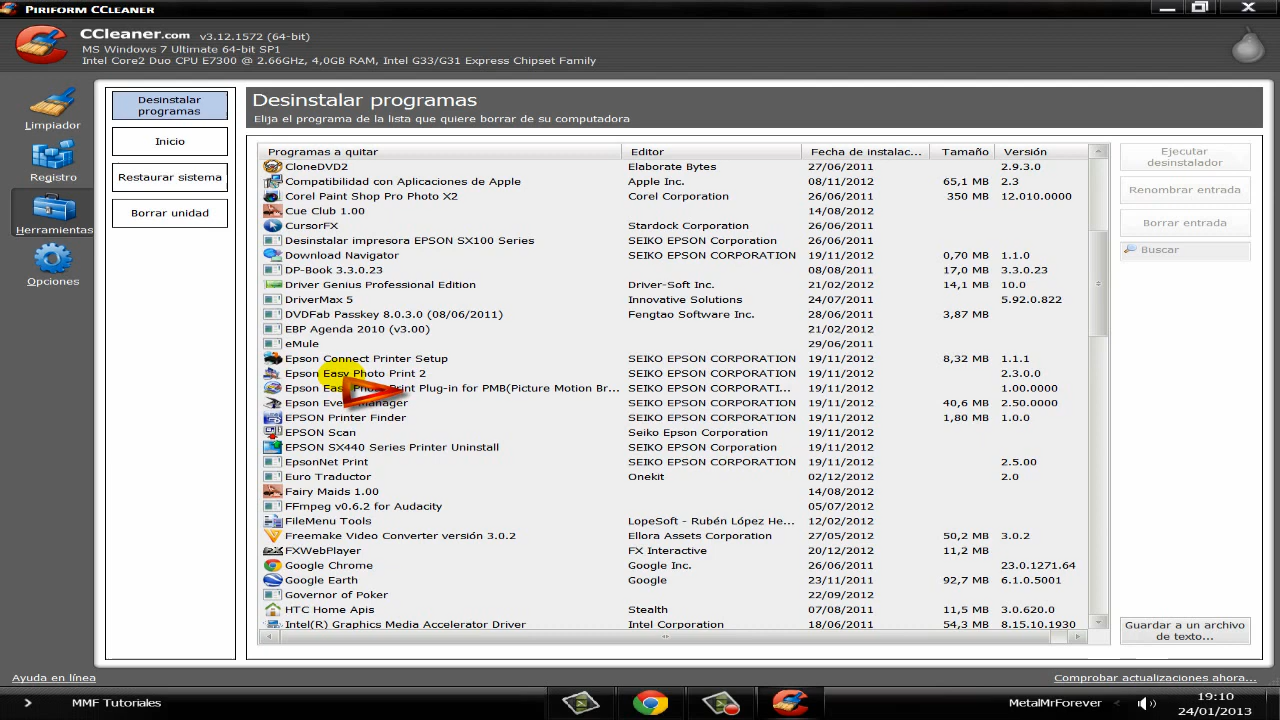 PIRIFORM CCLEANER
CCleaner.com v3.12.1572 (64-bit)
MS Windows 7 Ultimate 64-bit SP1
Intel Core2 Duo CPU E7300 @ 2.66GHz, 4,0GB RAM, Intel G33/G31 Express Chipset Family
Limpiador
Registro
Herramientas
Opciones
Desinstalar programas
Inicio
Restaurar sistema
Borrar unidad
Desinstalar programas
Elija el programa de la lista que quiere borrar de su computadora
Programas a quitar Editor Fecha de instalac... Tamaño Versión
CloneDVD2 Elaborate Bytes 27/06/2011 2.9.3.0
Compatibilidad con Aplicaciones de Apple Apple Inc. 08/11/2012 65,1 MB 2.3
Corel Paint Shop Pro Photo X2 Corel Corporation 26/06/2011 350 MB 12.010.0000
Cue Club 1.00 14/08/2012
CursorFX Stardock Corporation 26/06/2011
Desinstalar impresora EPSON SX100 Series SEIKO EPSON Corporation 26/06/2011
Download Navigator SEIKO EPSON CORPORATION 19/11/2012 0,70 MB 1.1.0
DP-Book 3.3.0.23 08/08/2011 17,0 MB 3.3.0.23
Driver Genius Professional Edition Driver-Soft Inc. 21/02/2012 14,1 MB 10.0
DriverMax 5 Innovative Solutions 24/07/2011 5.92.0.822
DVDFab Passkey 8.0.3.0 (08/06/2011) Fengtao Software Inc. 3,87 MB
EBP Agenda 2010 (v3.00) 21/02/2012
eMule 29/06/2011
Epson Connect Printer Setup SEIKO EPSON CORPORATION 19/11/2012 8,32 MB 1.1.1
Epson Easy Photo Print 2 SEIKO EPSON CORPORATION 19/11/2012 2.3.2.0
Epson Easy Photo Print Plug-in for PMB(Picture Motion Br... SEIKO EPSON CORPORATI... 19/11/2012 1.00.0000
Epson Event Manager SEIKO EPSON CORPORATION 19/11/2012 40,6 MB 2.50.0000
EPSON Printer Finder SEIKO EPSON CORPORATION 19/11/2012 1,80 MB 1.0.0
EPSON Scan Seiko Epson Corporation 19/11/2012
EPSON SX440 Series Printer Uninstall SEIKO EPSON Corporation 19/11/2012
EpsonNet Print SEIKO EPSON CORPORATION 19/11/2012 2.5.00
Euro Traductor Onekit 02/12/2012 2.0
Fairy Maids 1.00 14/08/2012
FFmpeg v0.6.2 for Audacity 05/07/2012
FileMenu Tools LopeSoft - Rubén López He... 12/02/2012
Freemake Video Converter versión 3.0.2 Ellora Assets Corporation 27/05/2012 50,2 MB 3.0.2
FXWebPlayer FX Interactive 20/12/2012 11,2 MB
Google Chrome Google Inc. 26/06/2011 23.0.1271.64
Google Earth Google 23/11/2011 92,7 MB 6.1.0.5001
Governor of Poker 22/09/2012
HTC Home Apis Stealth 07/08/2011 11,5 MB 3.0.620.0
Intel(R) Graphics Media Accelerator Driver Intel Corporation 18/06/2011 54,3 MB 8.15.10.1930
Ejecutar
desinstalador
Renombrar entrada
Borrar entrada
Buscar
Guardar a un archivo
de texto...
Ayuda en línea
Comprobar actualizaciones ahora...
MMF Tutoriales
MetalMrForever
19:10
24/01/2013